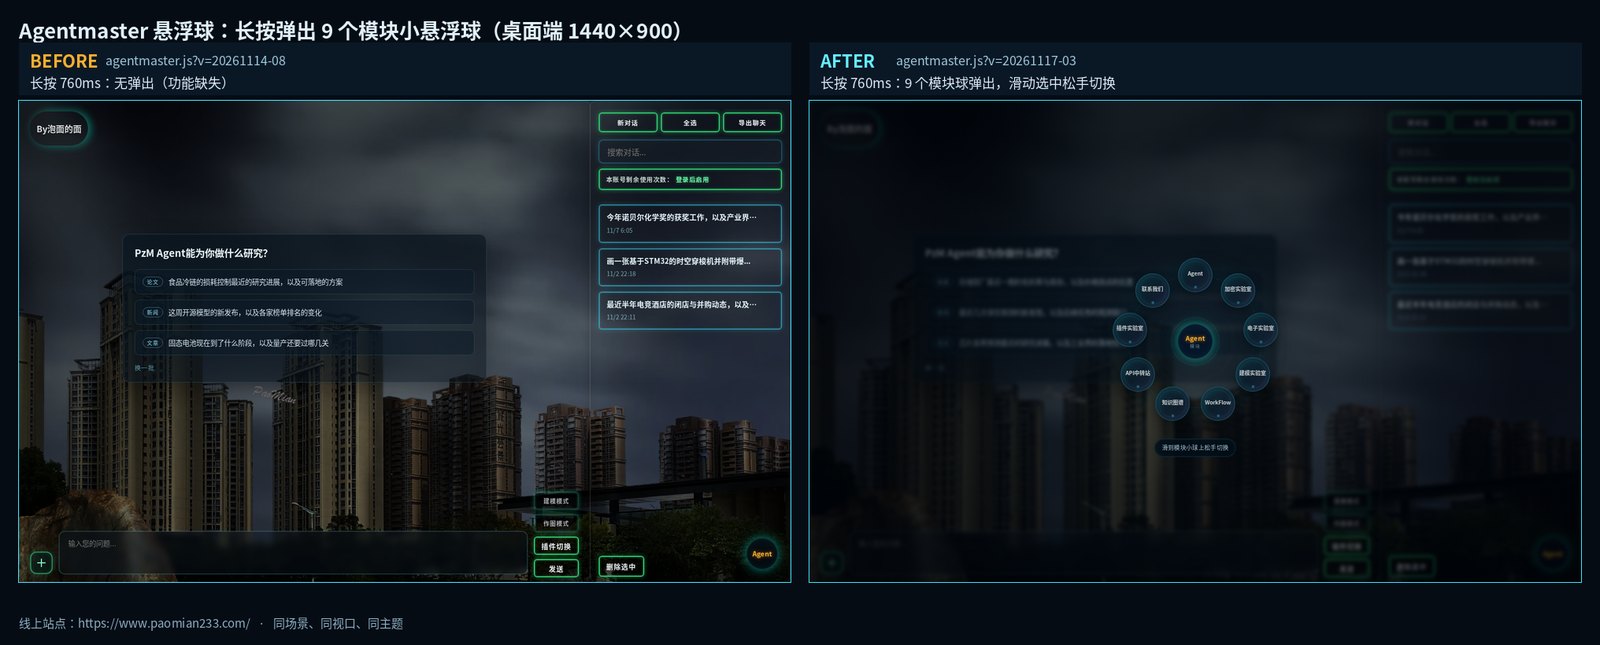 Agentmaster 悬浮球：长按弹出 9 个模块小悬浮球（桌面端 1440×900）
BEFORE agentmaster.js?v=20261114-08
长按 760ms：无弹出（功能缺失）
By泡面的面
新对话
全选
导出聊天
搜索对话...
本账号剩余使用次数： 登录后启用
今年诺贝尔化学奖的获奖工作，以及产业界…
11/7 6:05
画一张基于STM32的时空穿梭机并附带爆...
11/2 22:18
最近半年电竞酒店的闭店与并购动态，以及…
11/2 22:11
PzM Agent能为你做什么研究？
论文 食品冷链的损耗控制最近的研究进展，以及可落地的方案
新闻 这周开源模型的新发布，以及各家榜单排名的变化
文章 固态电池现在到了什么阶段，以及量产还要过哪几关
换一批
PaoMian
建模模式
作图模式
输入您的问题...
插件切换
+
发送
删除选中
Agent
AFTER agentmaster.js?v=20261117-03
长按 760ms：9 个模块球弹出，滑动选中松手切换
PzM Agent能为你做什么研究？
Agent
联系我们
加密实验室
插件实验室
电子实验室
Agent
API中转站
建模实验室
知识图谱
WorkFlow
滑到模块小球上松手切换
线上站点：https://www.paomian233.com/ · 同场景、同视口、同主题